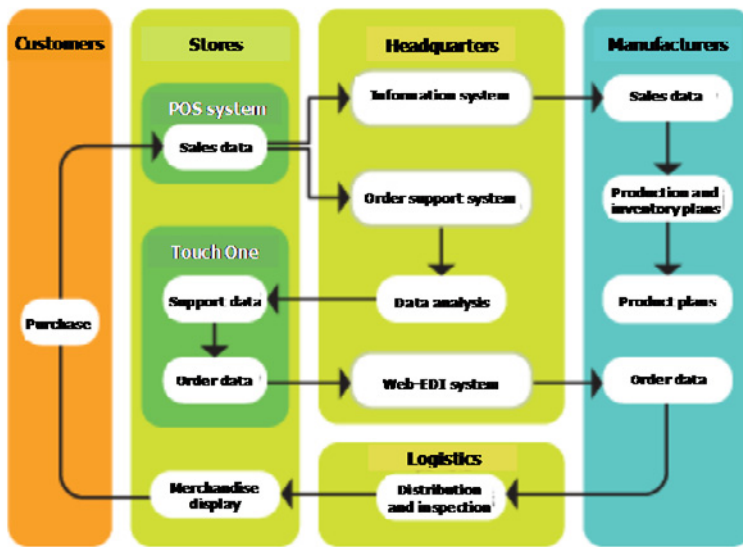 Customers
Stores
Headquarters
Manufacturers
POS system
Sales data
Information system
Sales data
Order support system
Production and
inventory plans
Touch One
Support data
Data analysis
Product plans
Purchase
Order data
Web-EDI system
Order data
Logistics
Merchandise
display
Distribution
and inspection